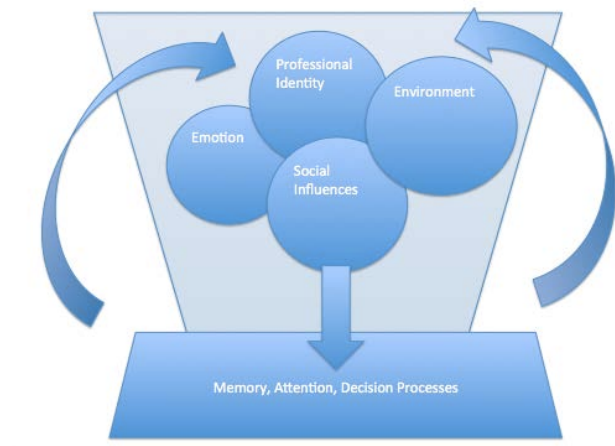 Professional
Identity
Environment
Emotion
Social
Influences
Memory, Attention, Decision Processes